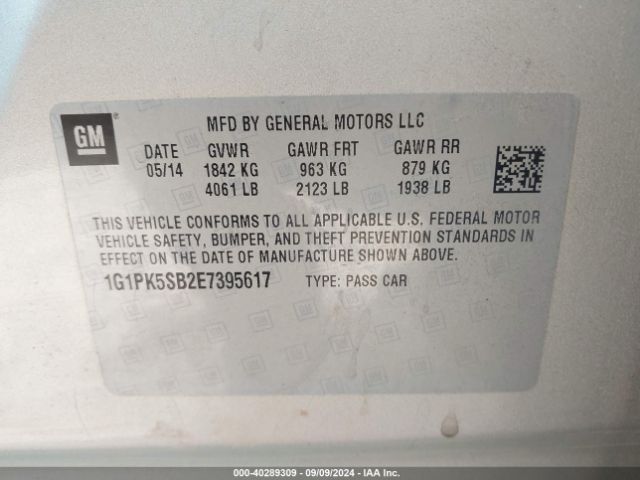 GM ®
MFD BY GENERAL MOTORS LLC
DATE GVWR GAWR FRT GAWR RR
05/14 1842 KG 963 KG 879 KG
4061 LB 2123 LB 1938 LB
THIS VEHICLE CONFORMS TO ALL APPLICABLE U.S. FEDERAL MOTOR
VEHICLE SAFETY, BUMPER, AND THEFT PREVENTION STANDARDS IN
EFFECT ON THE DATE OF MANUFACTURE SHOWN ABOVE.
1G1PK5SB2E7395617 TYPE: PASS CAR
000-40289309 - 09/09/2024 - IAA Inc.